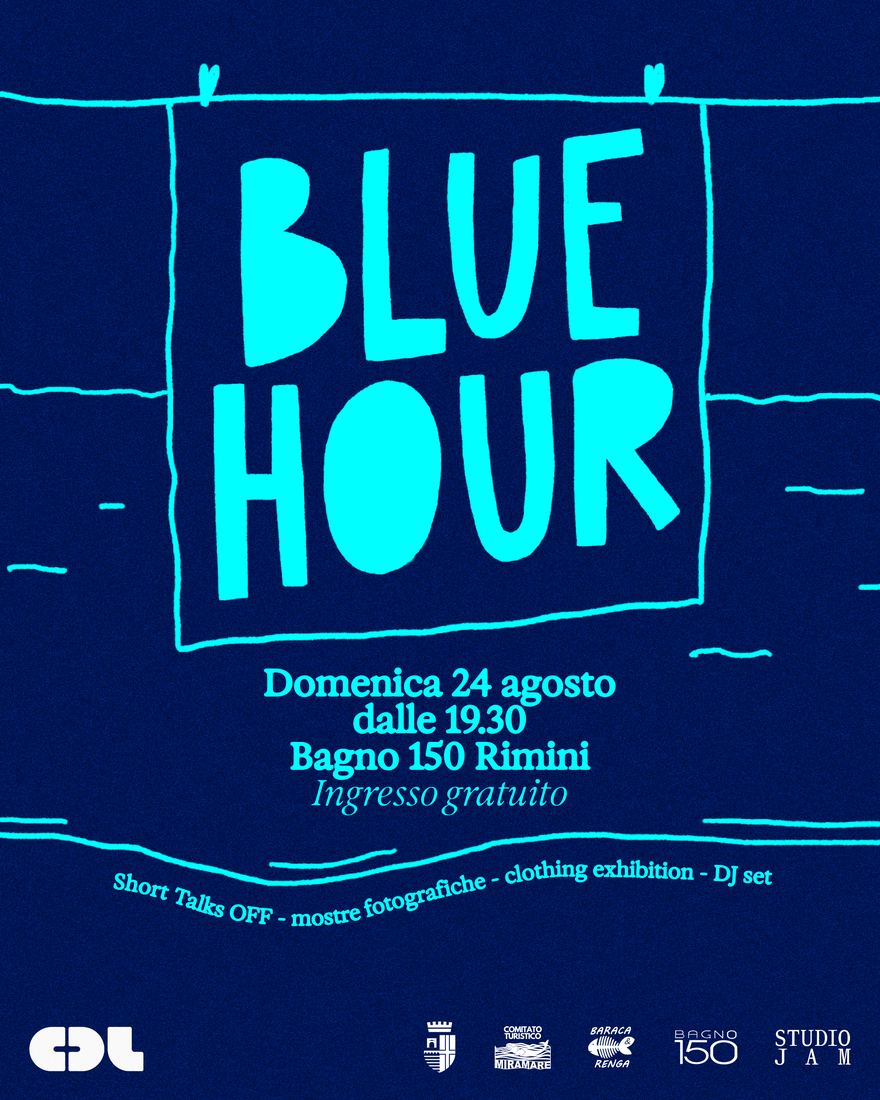 BLUE
HOUR
Domenica 24 agosto
dalle 19.30
Bagno 150 Rimini
Ingresso gratuito
Short Talks OFF - mostre fotografiche - clothing exhibition - DJ set
CDL
COMITATO
TURISTICO
MIRAMARE
BARACA
&
RENGA
BAGNO
150
STUDIO
JAM